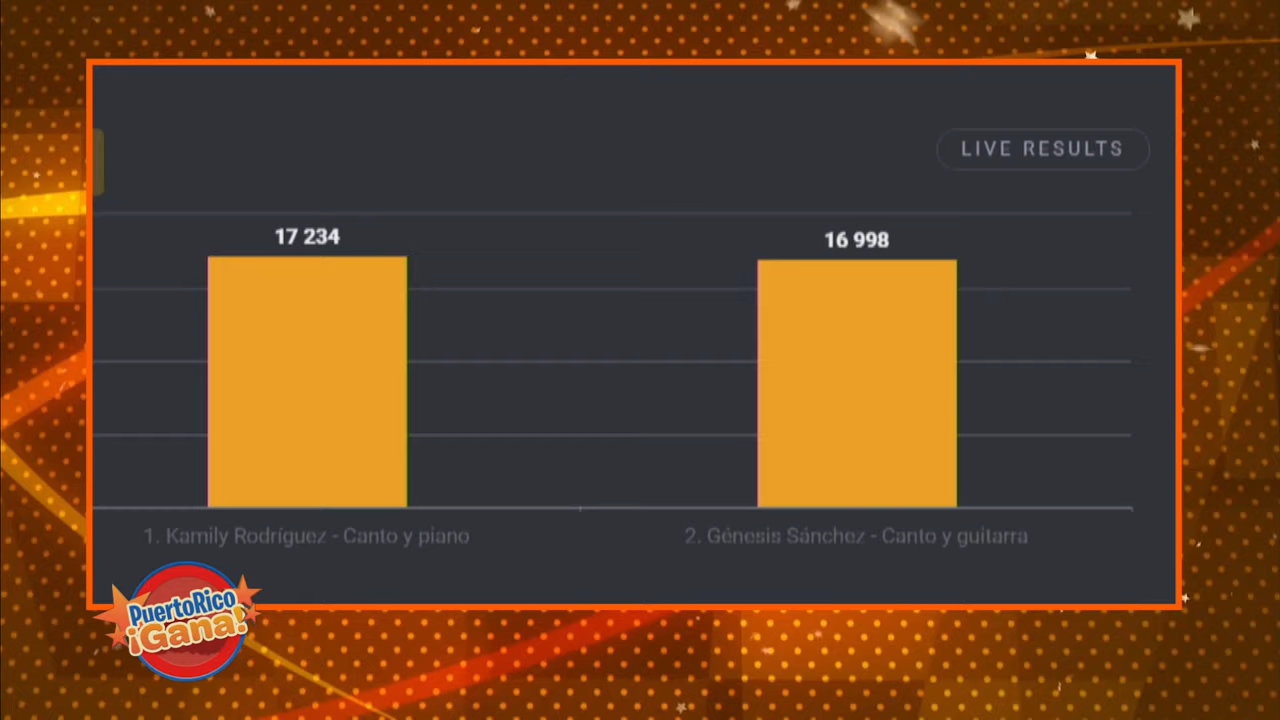 LIVE RESULTS
17 234
16 998
1. Kamily Rodríguez - Canto y piano
2. Génesis Sánchez - Canto y guitarra
PuertoRico
¡Gana!